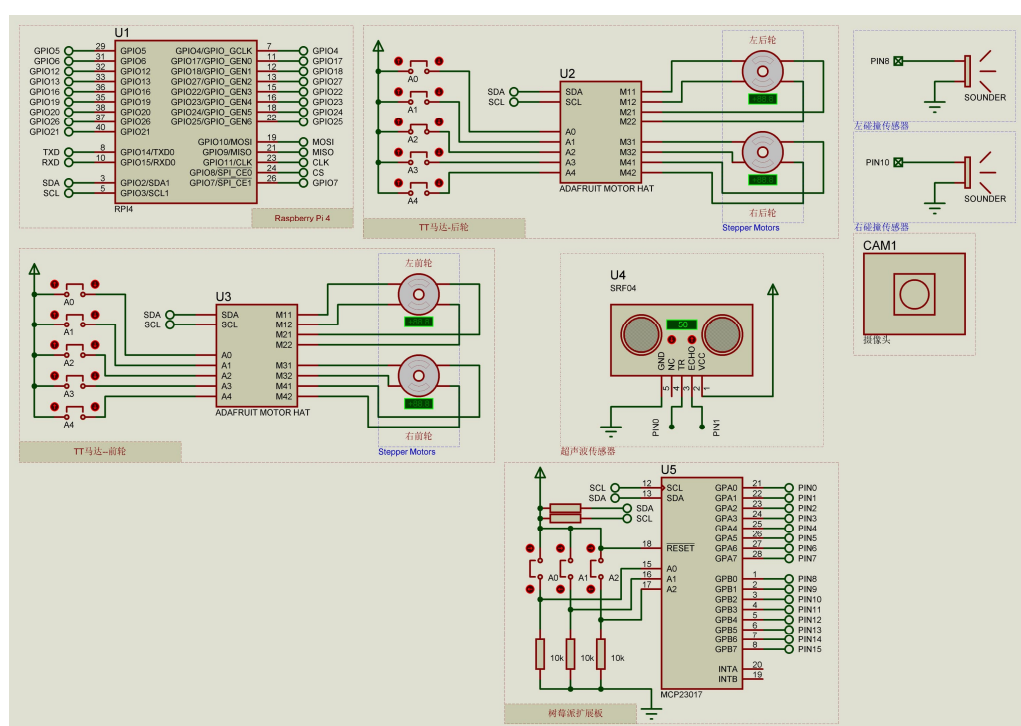 U1
GPIO5 29 GPIO5 GPIO4/GPIO_GCLK 7 GPIO4
GPIO6 31 GPIO6 GPIO17/GPIO_GEN0 11 GPIO17
GPIO12 32 GPIO12 GPIO18/GPIO_GEN1 12 GPIO18
GPIO13 33 GPIO13 GPIO27/GPIO_GEN2 13 GPIO27
GPIO16 36 GPIO16 GPIO22/GPIO_GEN3 15 GPIO22
GPIO19 35 GPIO19 GPIO23/GPIO_GEN4 16 GPIO23
GPIO20 38 GPIO20 GPIO24/GPIO_GEN5 18 GPIO24
GPIO26 37 GPIO26 GPIO25/GPIO_GEN6 22 GPIO25
GPIO21 40 GPIO21
GPIO10/MOSI 19 MOSI
TXD 8 GPIO14/TXD0 GPIO9/MISO 21 MISO
RXD 10 GPIO15/RXD0 GPIO11/CLK 23 CLK
GPIO8/SPI_CE0 24 CS
SDA 3 GPIO2/SDA1 GPIO7/SPI_CE1 26 GPIO7
SCL 5 GPIO3/SCL1
RPI4
Raspberry Pi 4
左后轮
A0
A1
A2
A3
A4
U2
SDA SDA M11
SCL SCL M12
M21
M22
A0
A1 M31
A2 M32
A3 M41
A4 M42
ADAFRUIT MOTOR HAT
右后轮
Stepper Motors
TT马达-后轮
PIN8
SOUNDER
左碰撞传感器
PIN10
SOUNDER
右碰撞传感器
CAM1
摄像头
左前轮
A0
A1
A2
A3
A4
U3
SDA SDA M11
SCL SCL M12
M21
M22
A0
A1 M31
A2 M32
A3 M41
A4 M42
ADAFRUIT MOTOR HAT
右前轮
Stepper Motors
TT马达--前轮
U4
SRF04
GND
NC
TR
ECHO
VCC
5 4 3 2 1
PIN0
PIN1
超声波传感器
U5
SCL 12 SCL GPA0 21 PIN0
SDA 13 SDA GPA1 22 PIN1
SDA GPA2 23 PIN2
SCL GPA3 24 PIN3
GPA4 25 PIN4
GPA5 26 PIN5
18 RESET GPA6 27 PIN6
GPA7 28 PIN7
15 A0 GPB0 1 PIN8
16 A1 GPB1 2 PIN9
17 A2 GPB2 3 PIN10
GPB3 4 PIN11
GPB4 5 PIN12
GPB5 6 PIN13
GPB6 7 PIN14
GPB7 8 PIN15
A0 A1 A2
10k 10k 10k
INTA 20
INTB 19
MCP23017
树莓派扩展板